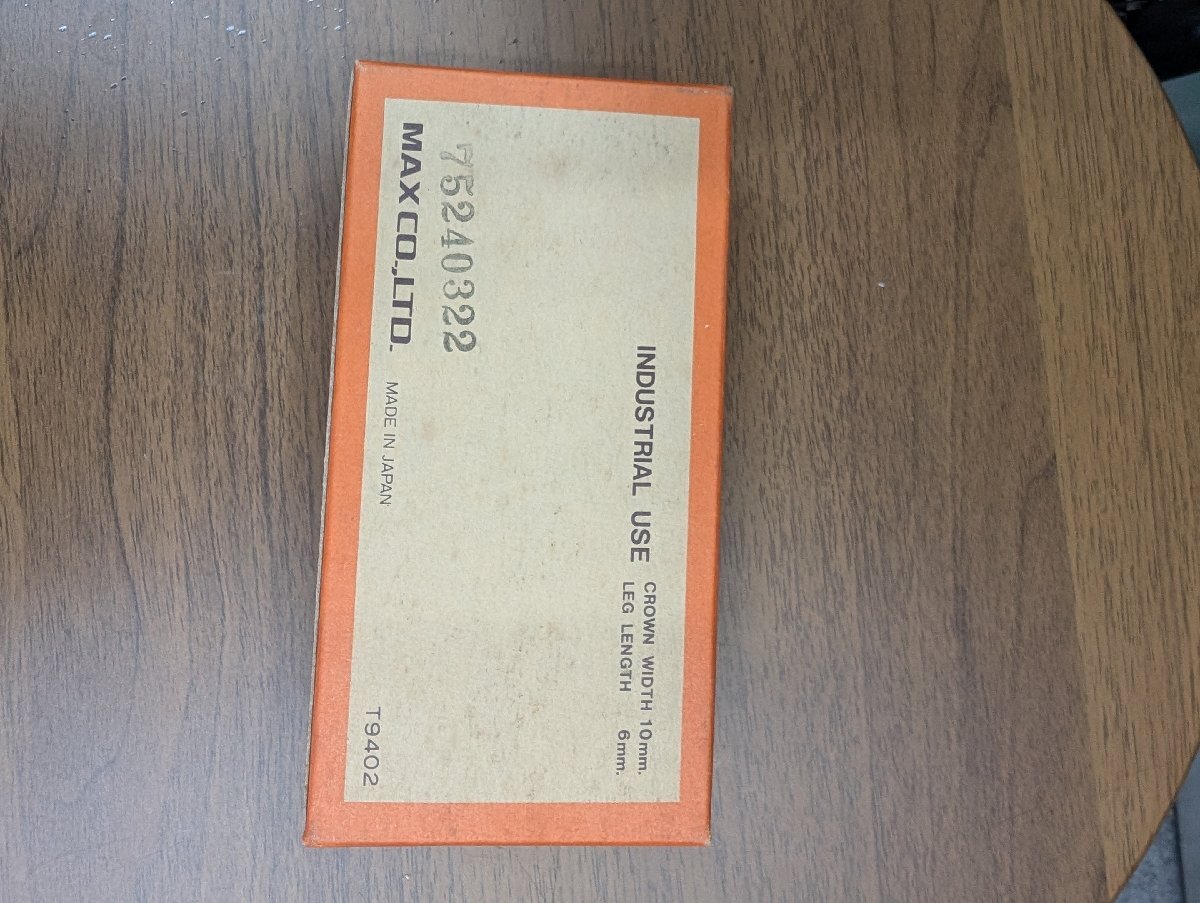 INDUSTRIAL USE
CROWN WIDTH 10mm.
LEG LENGTH 6mm.
75240322
MAX CO.,LTD. MADE IN JAPAN
T9402